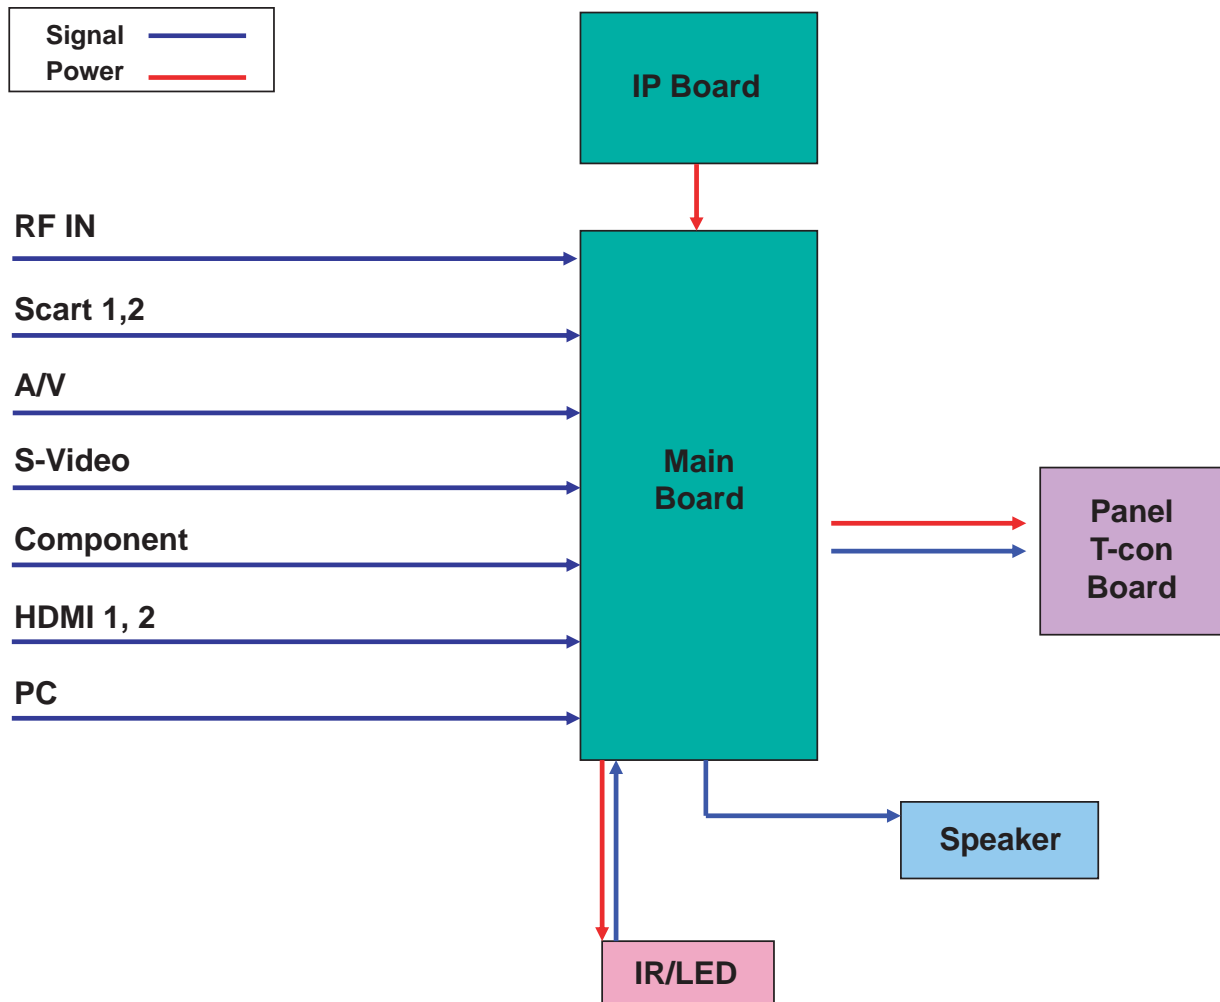 Signal
Power
IP Board
RF IN
Scart 1,2
A/V
S-Video
Component
HDMI 1, 2
PC
Main
Board
Panel
T-con
Board
Speaker
IR/LED